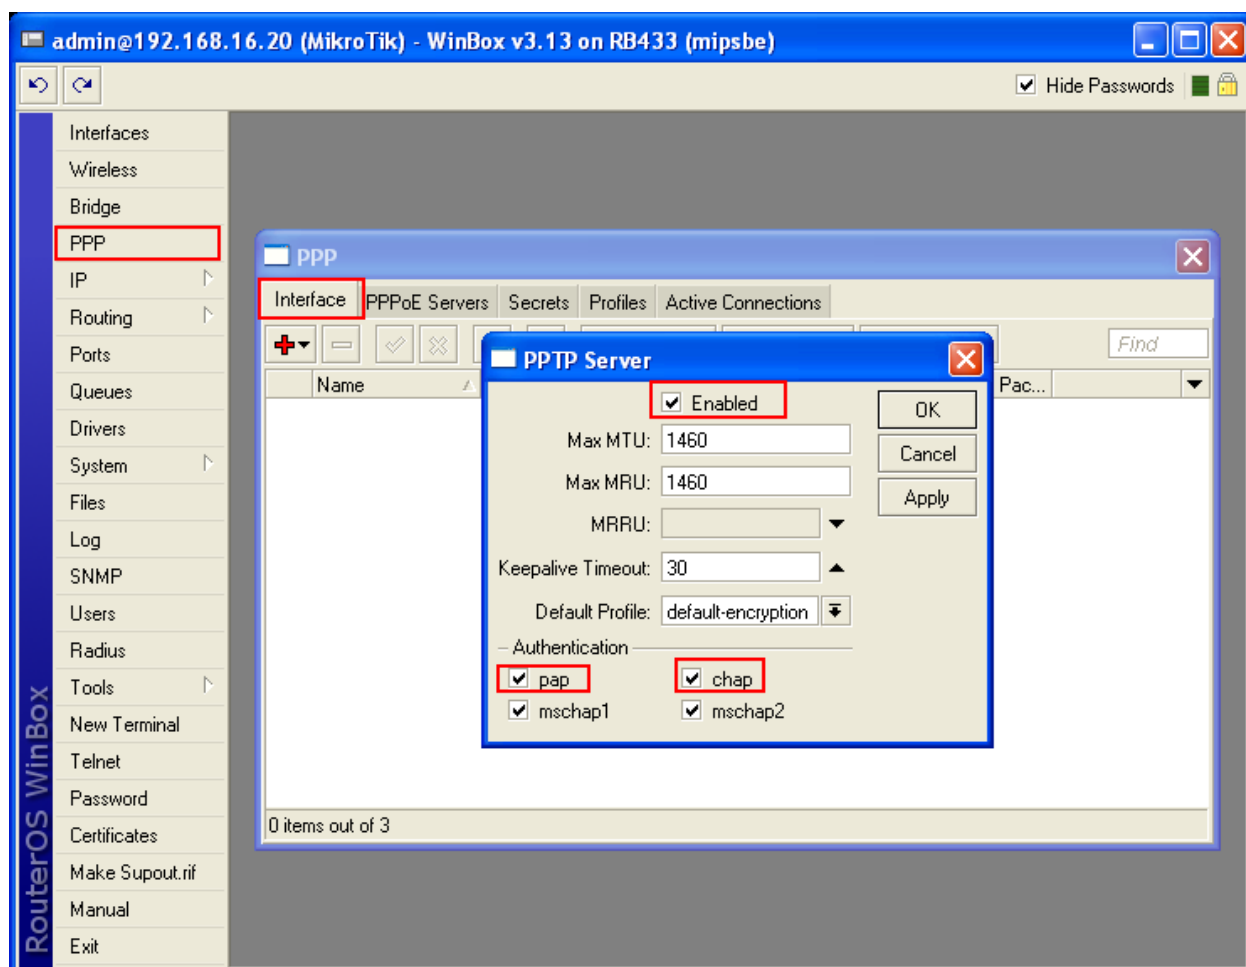 admin@192.168.16.20 (MikroTik) - WinBox v3.13 on RB433 (mipsbe)
Hide Passwords
Interfaces
Wireless
Bridge
PPP
IP
Routing
Ports
Queues
Drivers
System
Files
Log
SNMP
Users
Radius
Tools
New Terminal
Telnet
Password
Certificates
Make Supout.rif
Manual
Exit
RouterOS WinBox
PPP
Interface PPPoE Servers Secrets Profiles Active Connections
Find
Name Pac...
PPTP Server
Enabled
OK
Max MTU: 1460
Cancel
Max MRU: 1460
Apply
MRRU:
Keepalive Timeout: 30
Default Profile: default-encryption
Authentication
pap chap
mschap1 mschap2
0 items out of 3